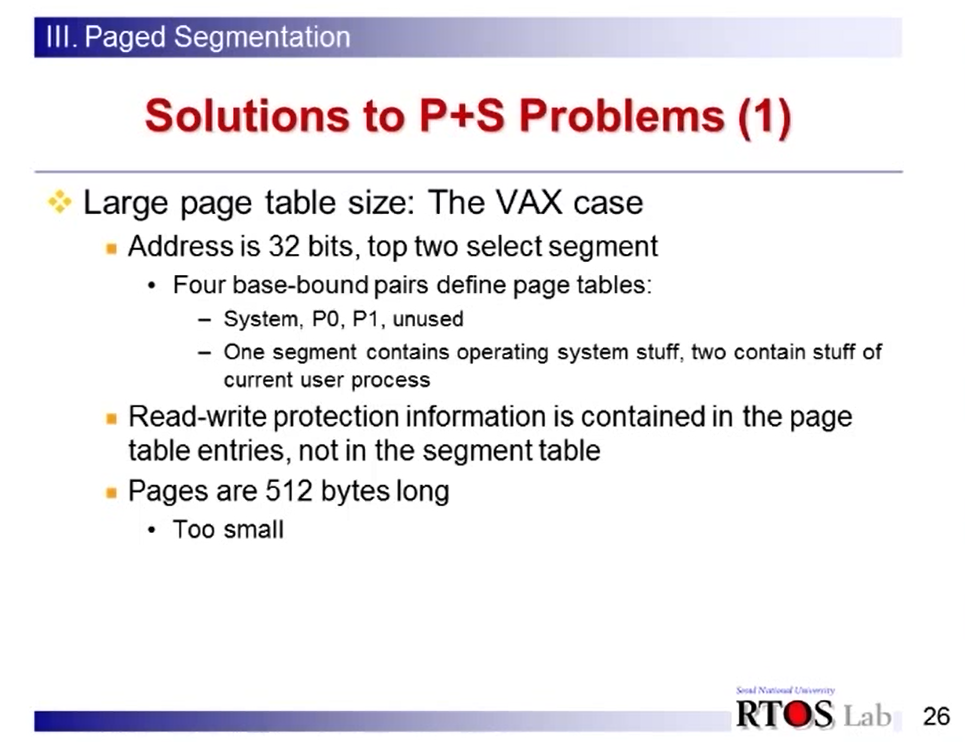 III. Paged Segmentation
Solutions to P+S Problems (1)
Large page table size: The VAX case
Address is 32 bits, top two select segment
• Four base-bound pairs define page tables:
– System, P0, P1, unused
– One segment contains operating system stuff, two contain stuff of
current user process
Read-write protection information is contained in the page
table entries, not in the segment table
Pages are 512 bytes long
• Too small
Seoul National University
RTOS Lab
26